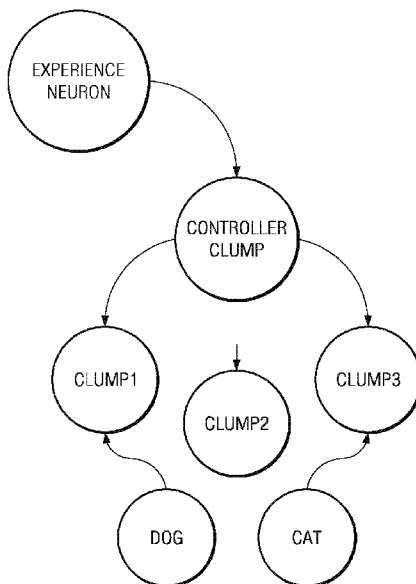 EXPERIENCE
NEURON
CONTROLLER
CLUMP
CLUMP1
CLUMP2
CLUMP3
DOG
CAT